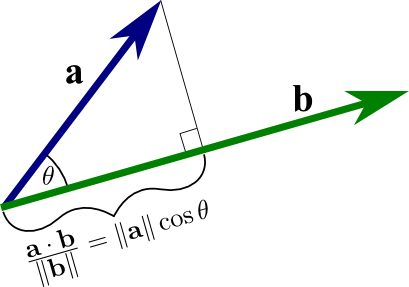 a
b
θ
a · b / ‖b‖ = ‖a‖ cos θ